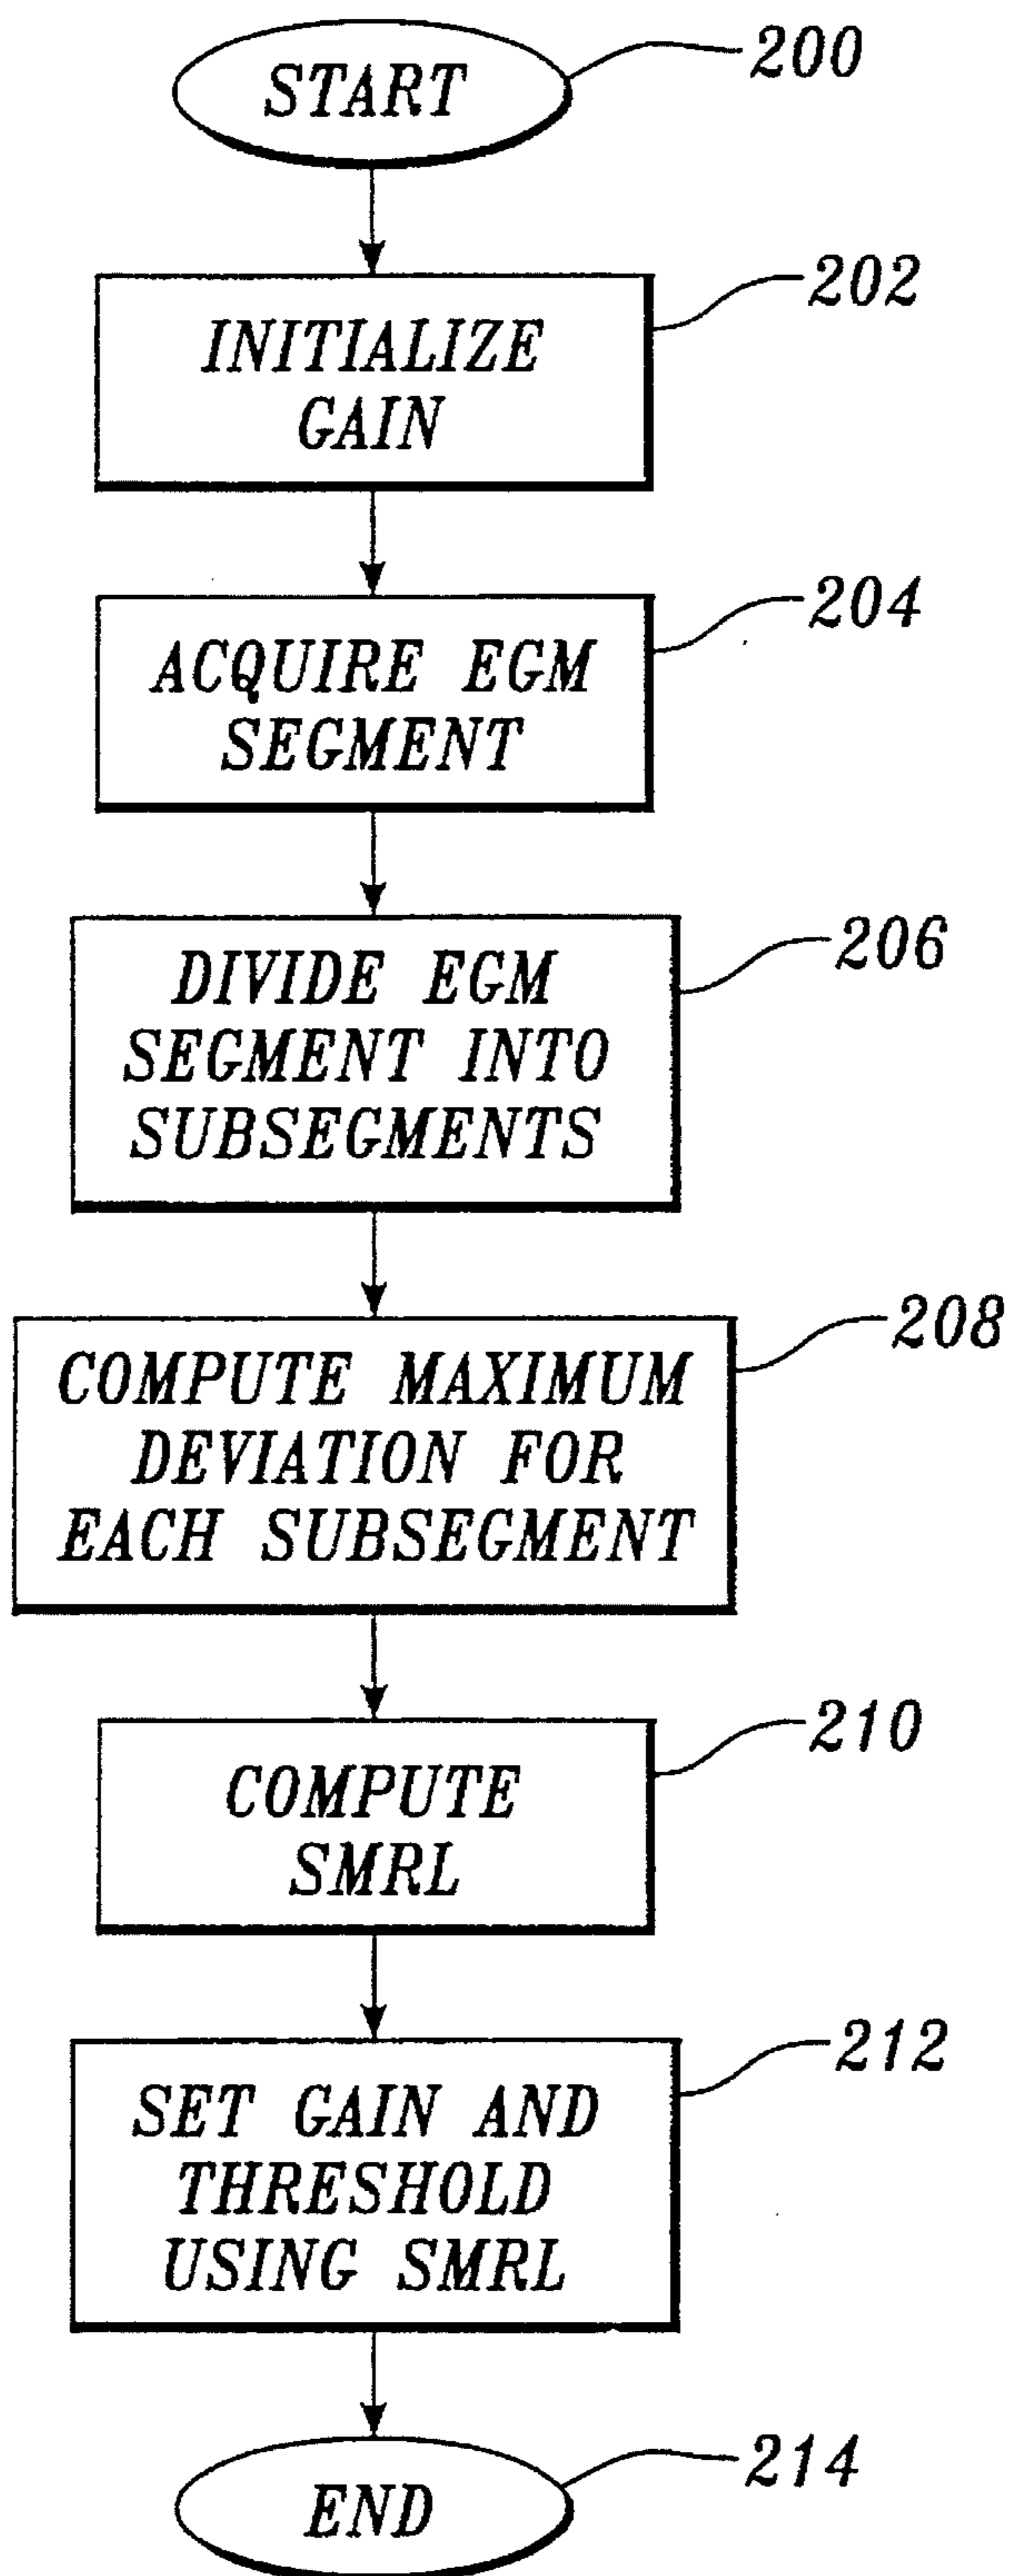 START
200
INITIALIZE
GAIN
202
ACQUIRE EGM
SEGMENT
204
DIVIDE EGM
SEGMENT INTO
SUBSEGMENTS
206
COMPUTE MAXIMUM
DEVIATION FOR
EACH SUBSEGMENT
208
COMPUTE
SMRL
210
SET GAIN AND
THRESHOLD
USING SMRL
212
END
214